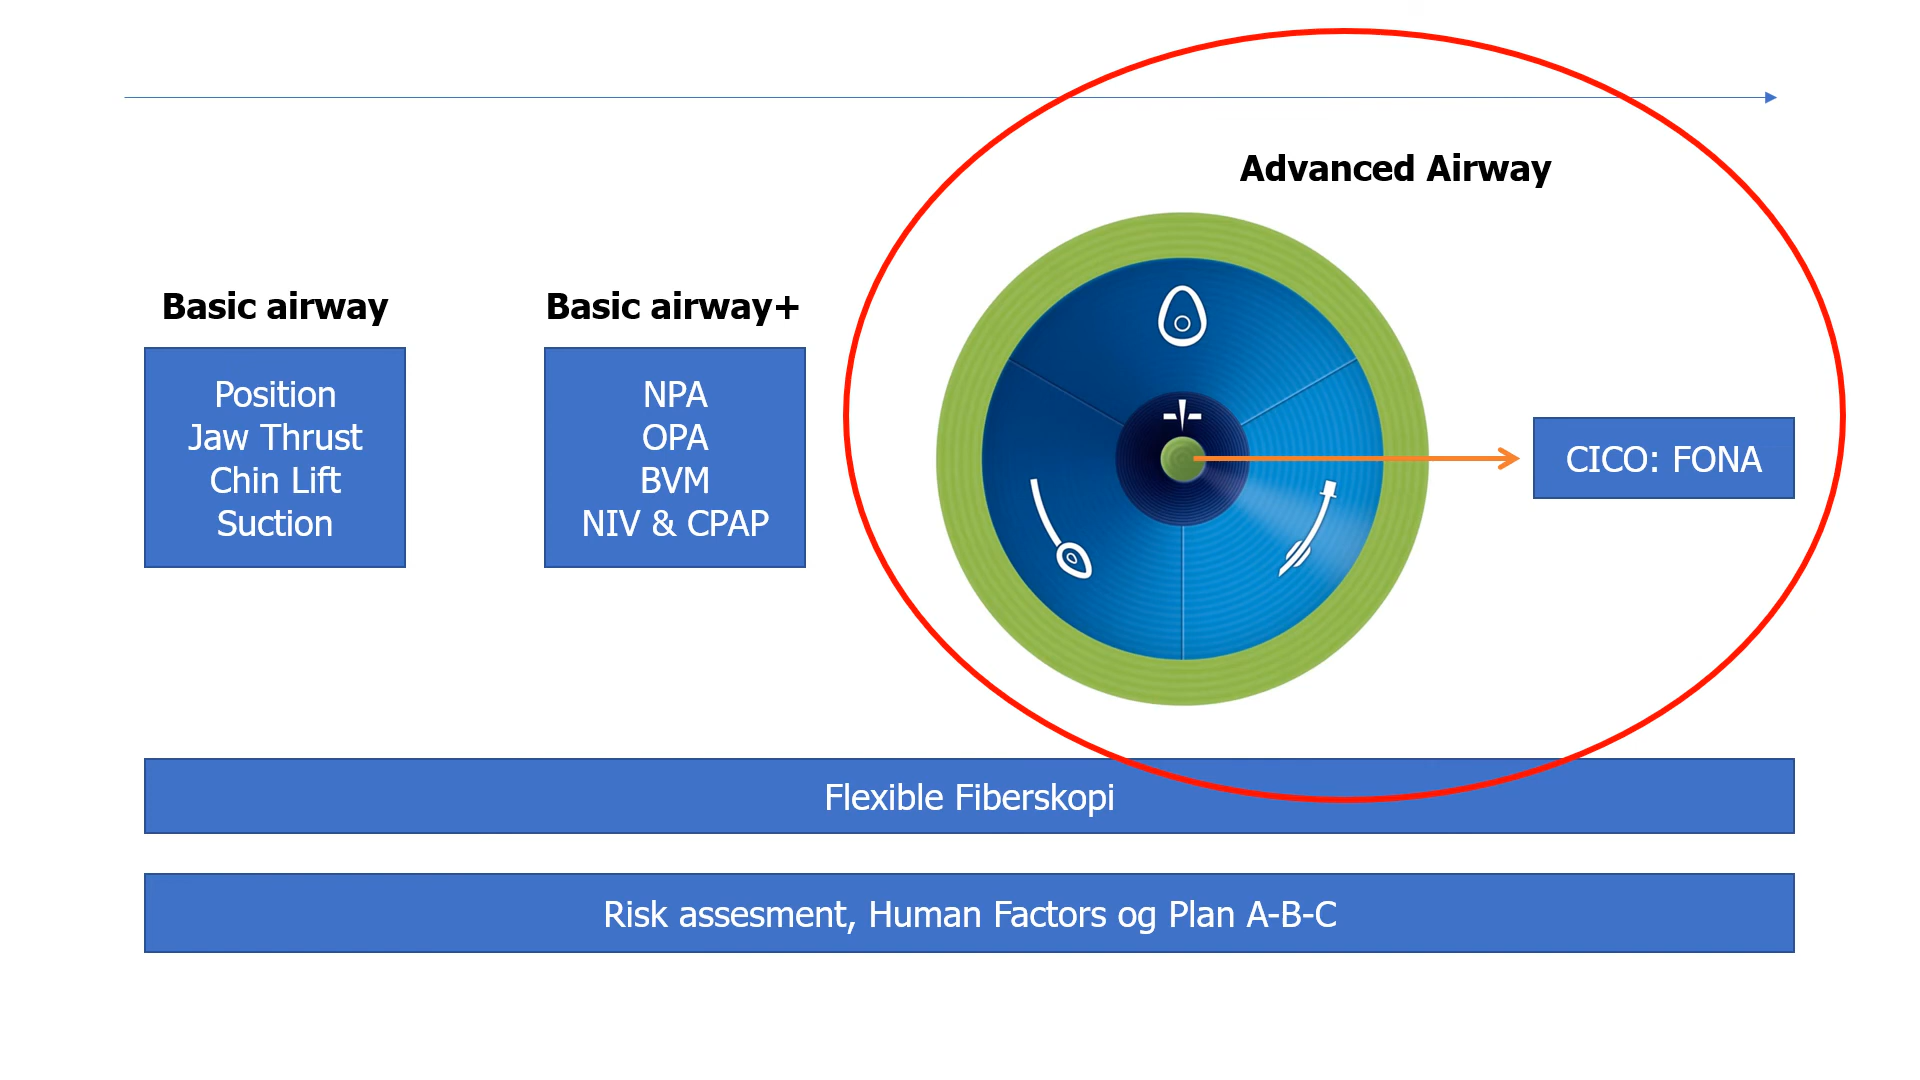 Advanced Airway
Basic airway
Position
Jaw Thrust
Chin Lift
Suction
Basic airway+
NPA
OPA
BVM
NIV & CPAP
CICO: FONA
Flexible Fiberskopi
Risk assesment, Human Factors og Plan A-B-C